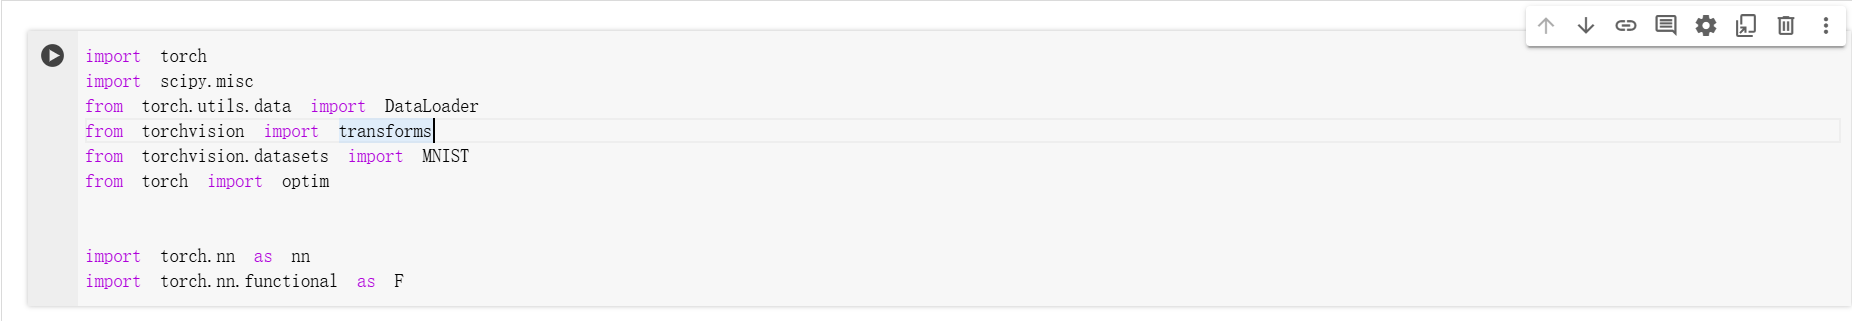 import torch
import scipy.misc
from torch.utils.data import DataLoader
from torchvision import transforms
from torchvision.datasets import MNIST
from torch import optim
import torch.nn as nn
import torch.nn.functional as F